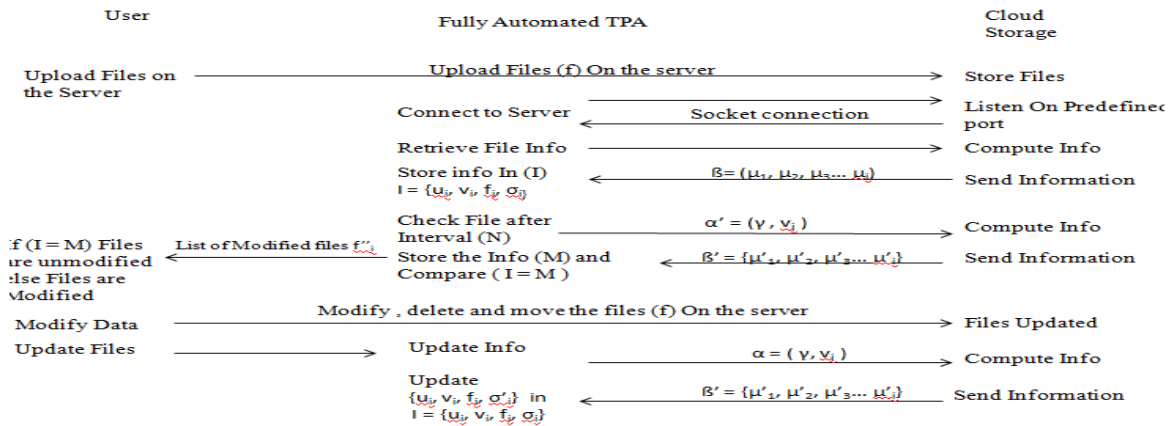 User
Fully Automated TPA
Cloud
Storage
Upload Files on
the Server
Upload Files (f) On the server
Store Files
Connect to Server
Socket connection
Listen On Predefined
port
Retrieve File Info
Compute Info
Store info In (I)
I = {uᵢ, vᵢ, fᵢ, σᵢ}
ß= (μ₁, μ₂, μ₃... μᵢ)
Send Information
Check File after
Interval (N)
α′ = (γ , vᵢ )
Compute Info
If (I = M) Files
are unmodified
else Files are
Modified
List of Modified files f″ᵢ
Store the Info (M) and
Compare ( I = M )
ß′ = {μ′₁, μ′₂, μ′₃... μ′ᵢ}
Send Information
Modify Data
Modify , delete and move the files (f) On the server
Files Updated
Update Files
Update Info
α = ( γ, vᵢ )
Compute Info
Update
{uᵢ, vᵢ, fᵢ, σ′ᵢ} in
I = {uᵢ, vᵢ, fᵢ, σᵢ}
ß′ = {μ′₁, μ′₂, μ′₃... μ′ᵢ}
Send Information